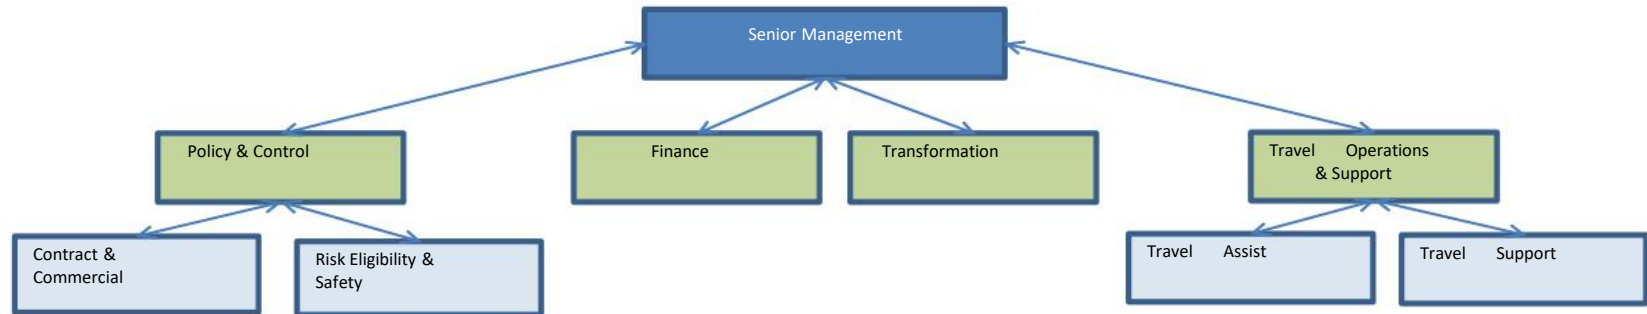 Senior Management
Policy & Control
Finance
Transformation
Travel Operations
& Support
Contract &
Commercial
Risk Eligibility &
Safety
Travel Assist
Travel Support